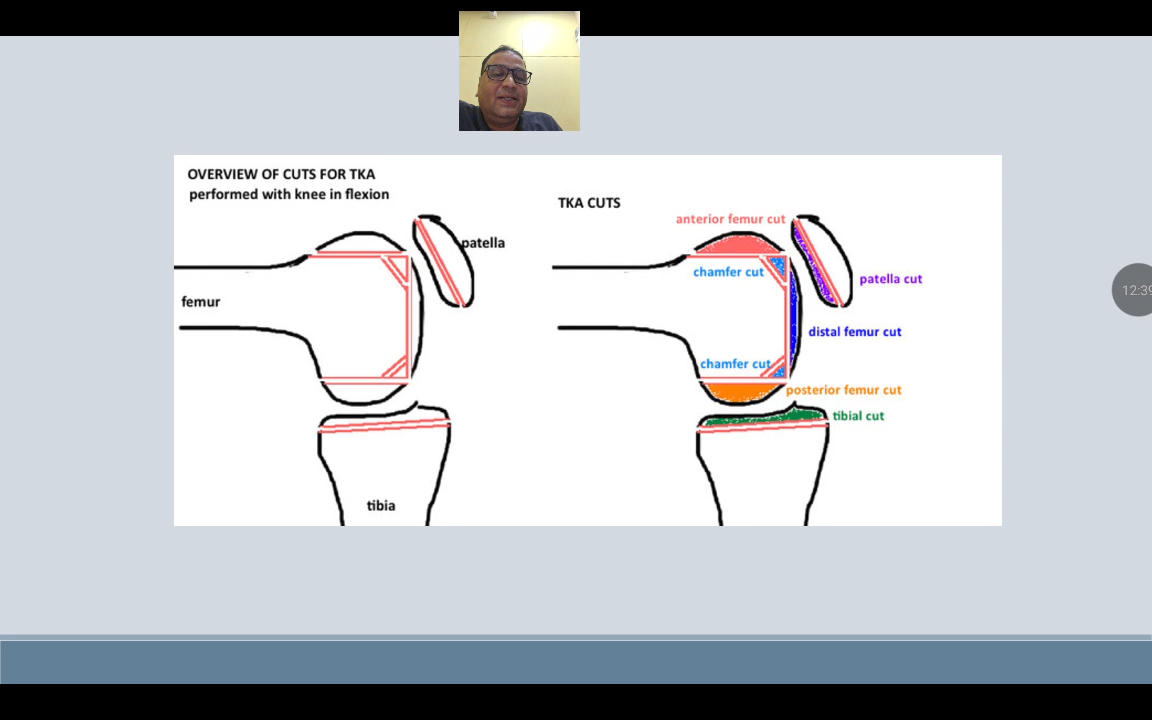 OVERVIEW OF CUTS FOR TKA
performed with knee in flexion
patella
femur
tibia
TKA CUTS
anterior femur cut
chamfer cut
patella cut
distal femur cut
chamfer cut
posterior femur cut
tibial cut
12:39